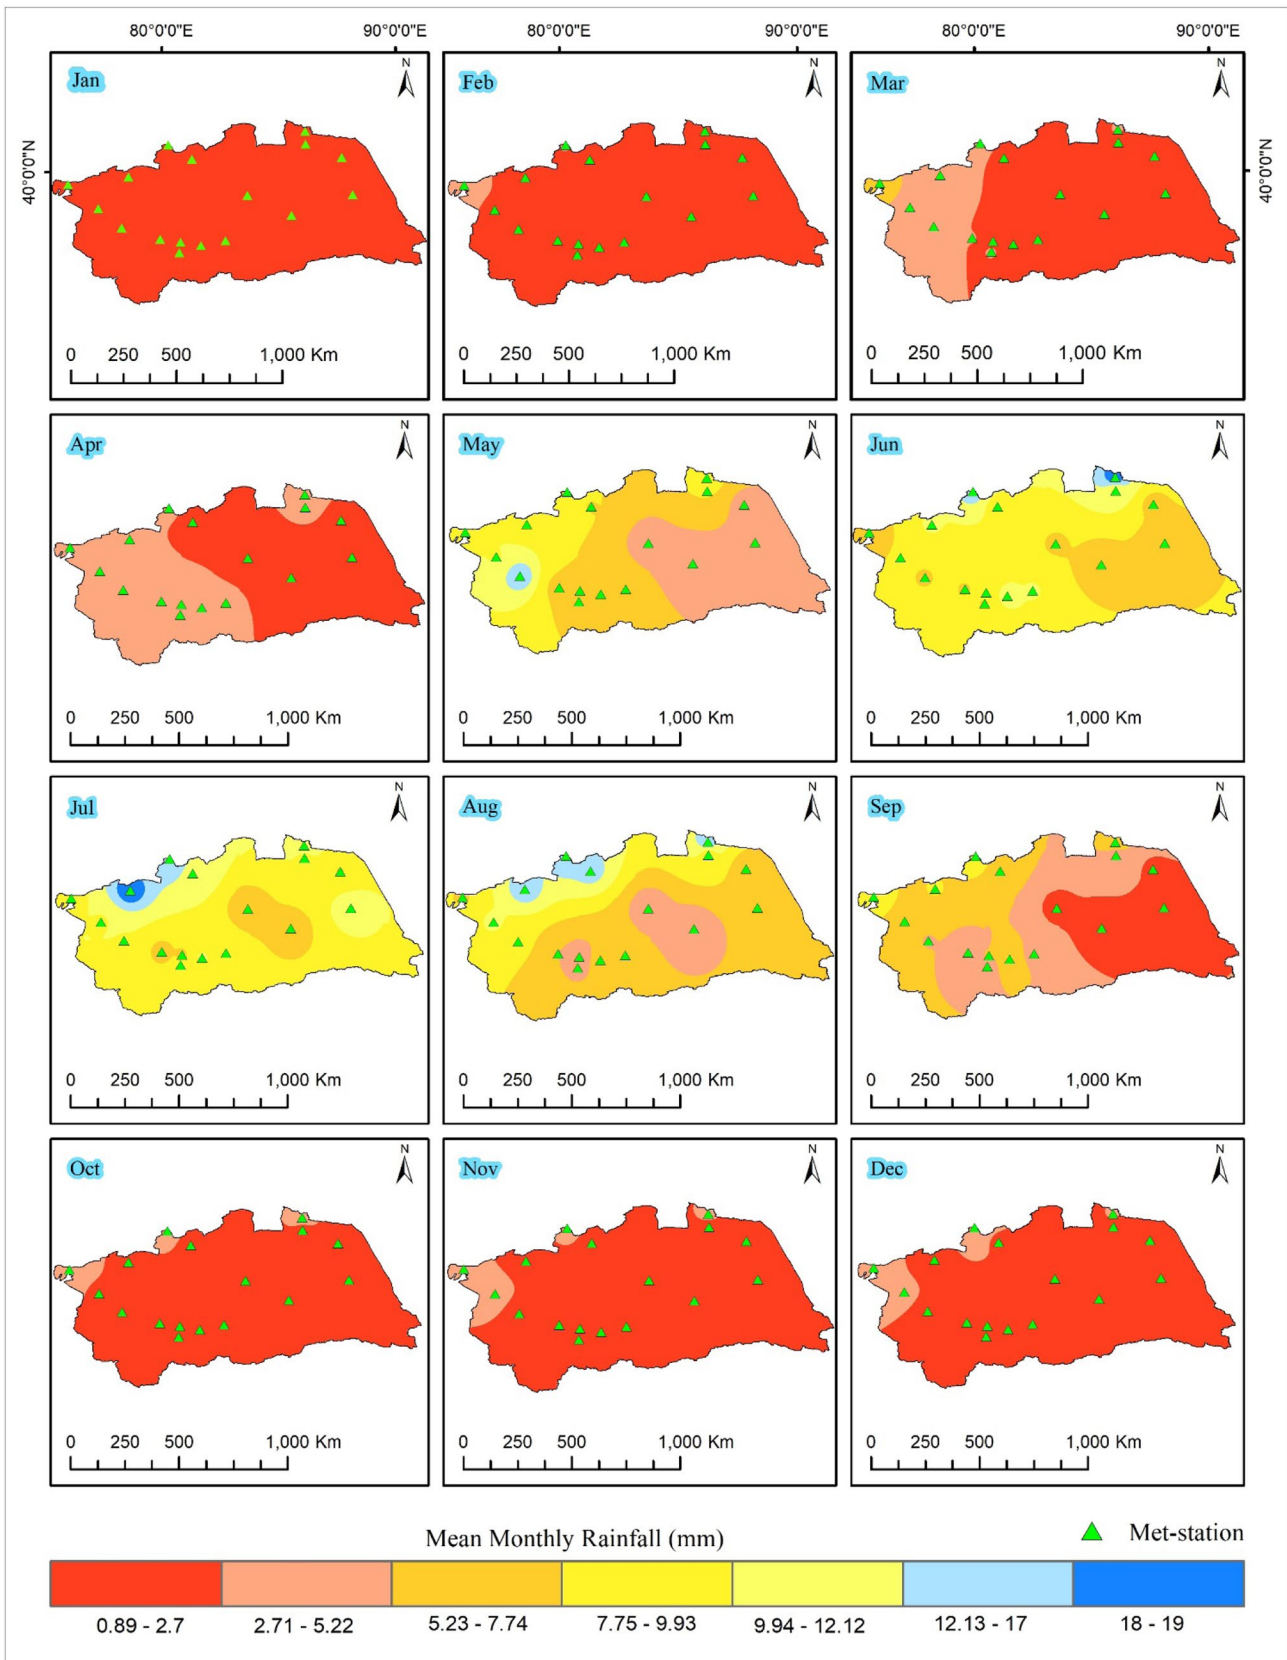 80°0'0"E 90°0'0"E 80°0'0"E 90°0'0"E 80°0'0"E 90°0'0"E
40°0'0"N
40°0'0"N
Jan N
0 250 500 1,000 Km
Feb N
0 250 500 1,000 Km
Mar N
0 250 500 1,000 Km
Apr N
0 250 500 1,000 Km
May N
0 250 500 1,000 Km
Jun N
0 250 500 1,000 Km
Jul N
0 250 500 1,000 Km
Aug N
0 250 500 1,000 Km
Sep N
0 250 500 1,000 Km
Oct N
0 250 500 1,000 Km
Nov N
0 250 500 1,000 Km
Dec N
0 250 500 1,000 Km
Mean Monthly Rainfall (mm) Met-station
0.89 - 2.7 2.71 - 5.22 5.23 - 7.74 7.75 - 9.93 9.94 - 12.12 12.13 - 17 18 - 19